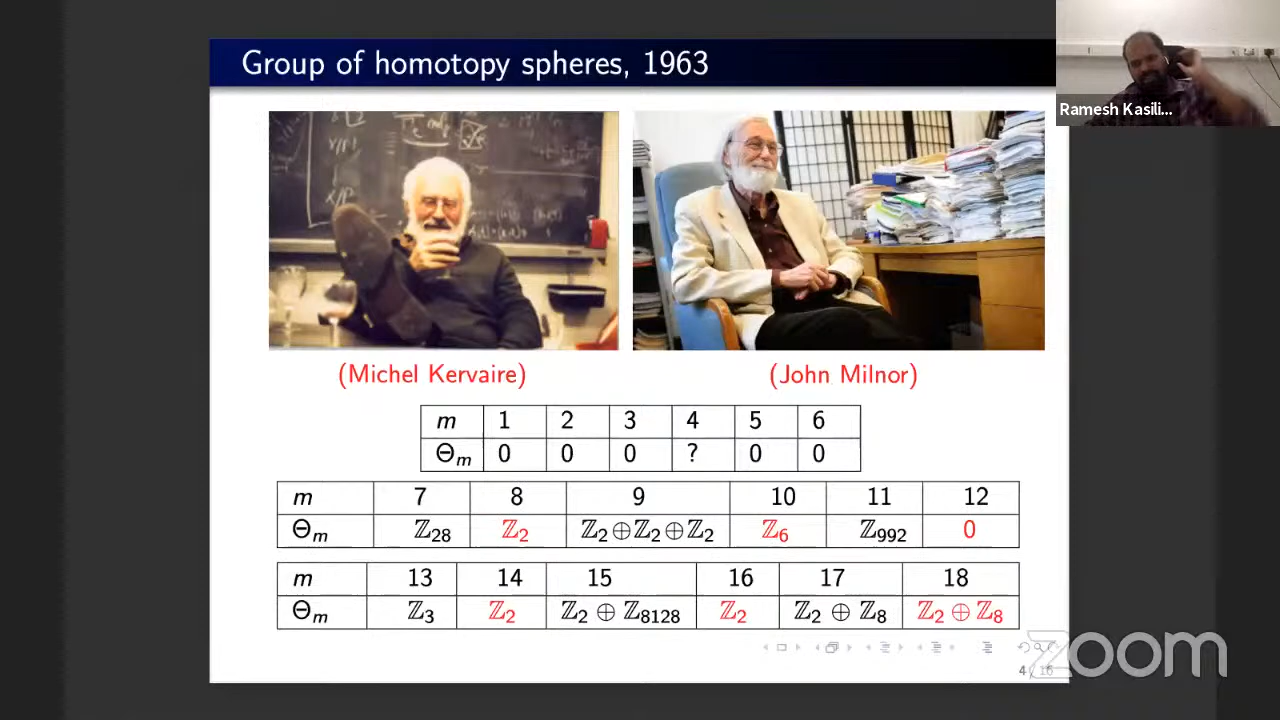 Group of homotopy spheres, 1963
Ramesh Kasili...
(Michel Kervaire)
(John Milnor)
m 1 2 3 4 5 6
Θₘ 0 0 0 ? 0 0
m 7 8 9 10 11 12
Θₘ ℤ₂₈ ℤ₂ ℤ₂⊕ℤ₂⊕ℤ₂ ℤ₆ ℤ₉₉₂ 0
m 13 14 15 16 17 18
Θₘ ℤ₃ ℤ₂ ℤ₂ ⊕ ℤ₈₁₂₈ ℤ₂ ℤ₂ ⊕ ℤ₈ ℤ₂ ⊕ ℤ₈
zoom
4 / 16